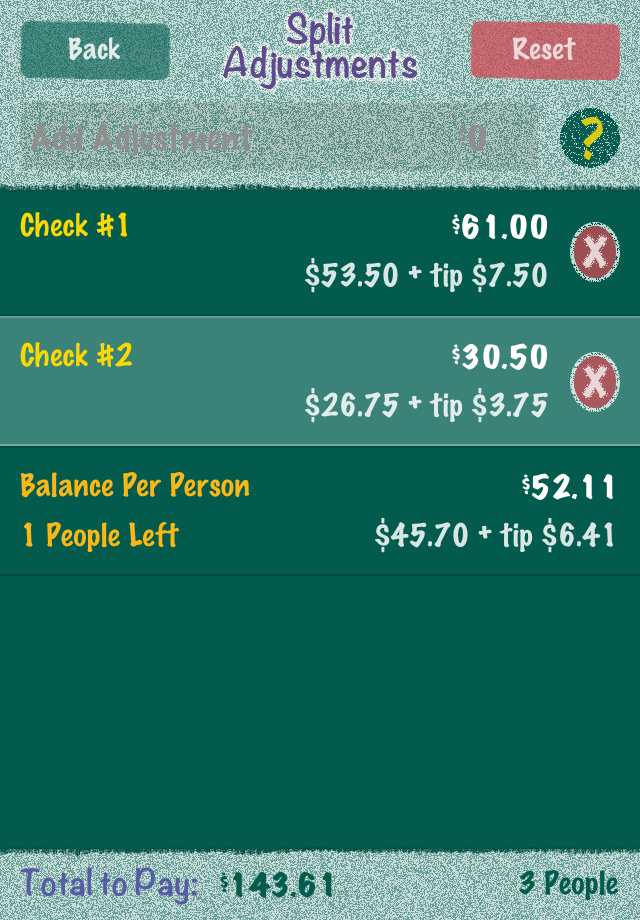 Back
Split
Adjustments
Reset
Add Adjustment $0
?
Check #1 $61.00
$53.50 + tip $7.50
X
Check #2 $30.50
$26.75 + tip $3.75
X
Balance Per Person $52.11
1 People Left $45.70 + tip $6.41
Total to Pay: $143.61 3 People